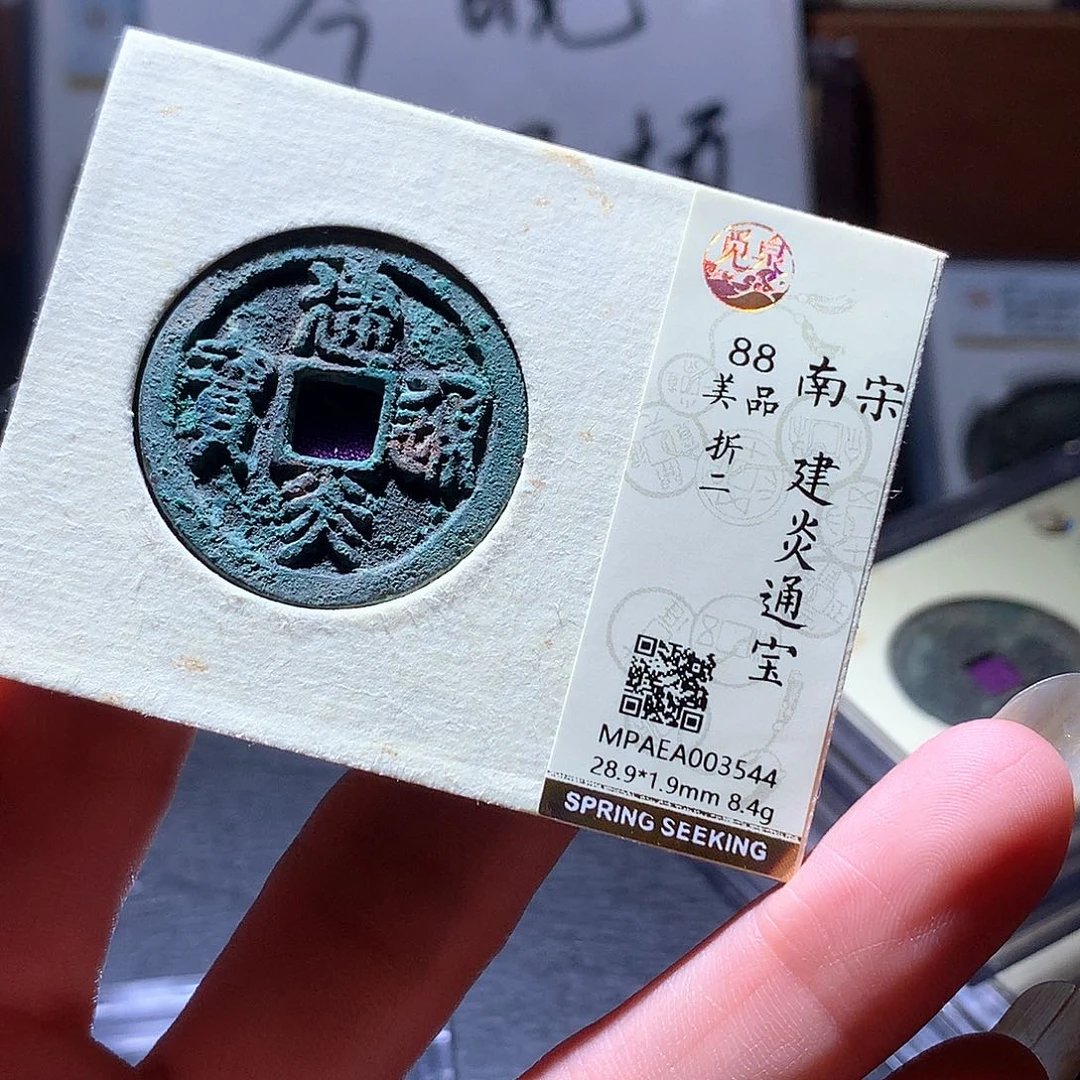 建炎通寶
觅泉
88
美品
折二
南宋
建炎通宝
MPAEA003544
28.9*1.9mm 8.4g
SPRING SEEKING